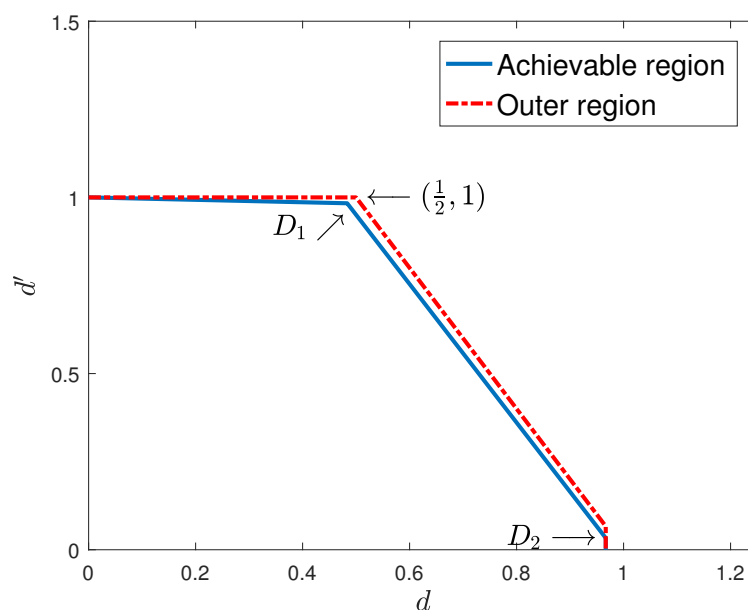 1.5
Achievable region
Outer region
1
(1/2, 1)
D₁
d'
0.5
D₂
0
0 0.2 0.4 0.6 0.8 1 1.2
d